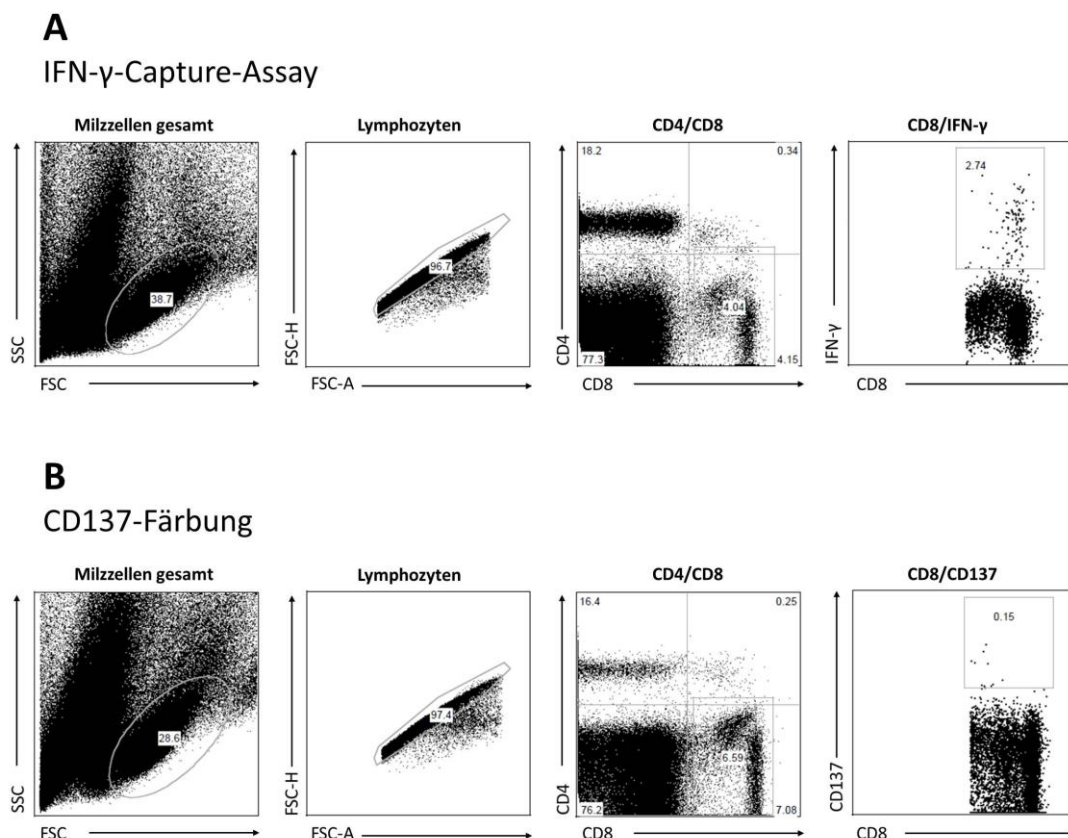 A
IFN-γ-Capture-Assay
Milzzellen gesamt
Lymphozyten
CD4/CD8
CD8/IFN-γ
SSC
38.7
FSC
FSC-H
96.7
FSC-A
CD4
18.2
0.34
4.04
77.3
4.15
CD8
IFN-γ
2.74
CD8
B
CD137-Färbung
Milzzellen gesamt
Lymphozyten
CD4/CD8
CD8/CD137
SSC
28.6
FSC
FSC-H
97.4
FSC-A
CD4
16.4
0.25
6.59
76.2
7.08
CD8
CD137
0.15
CD8